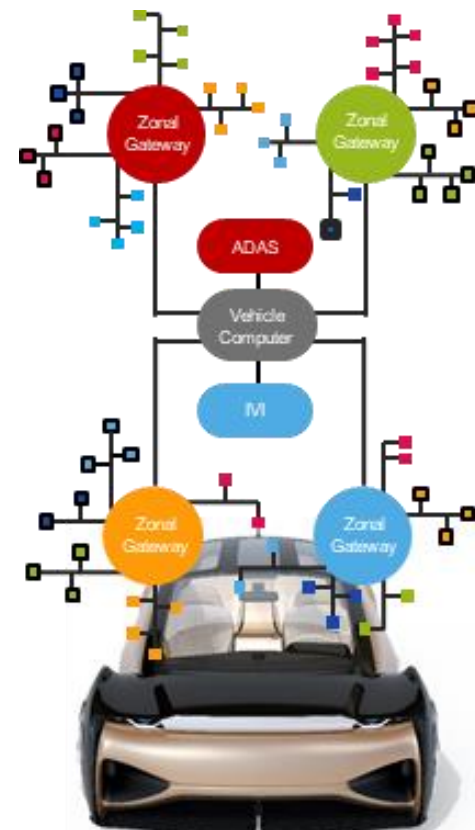 Zonal
Gateway
Zonal
Gateway
ADAS
Vehicle
Computer
IVI
Zonal
Gateway
Zonal
Gateway